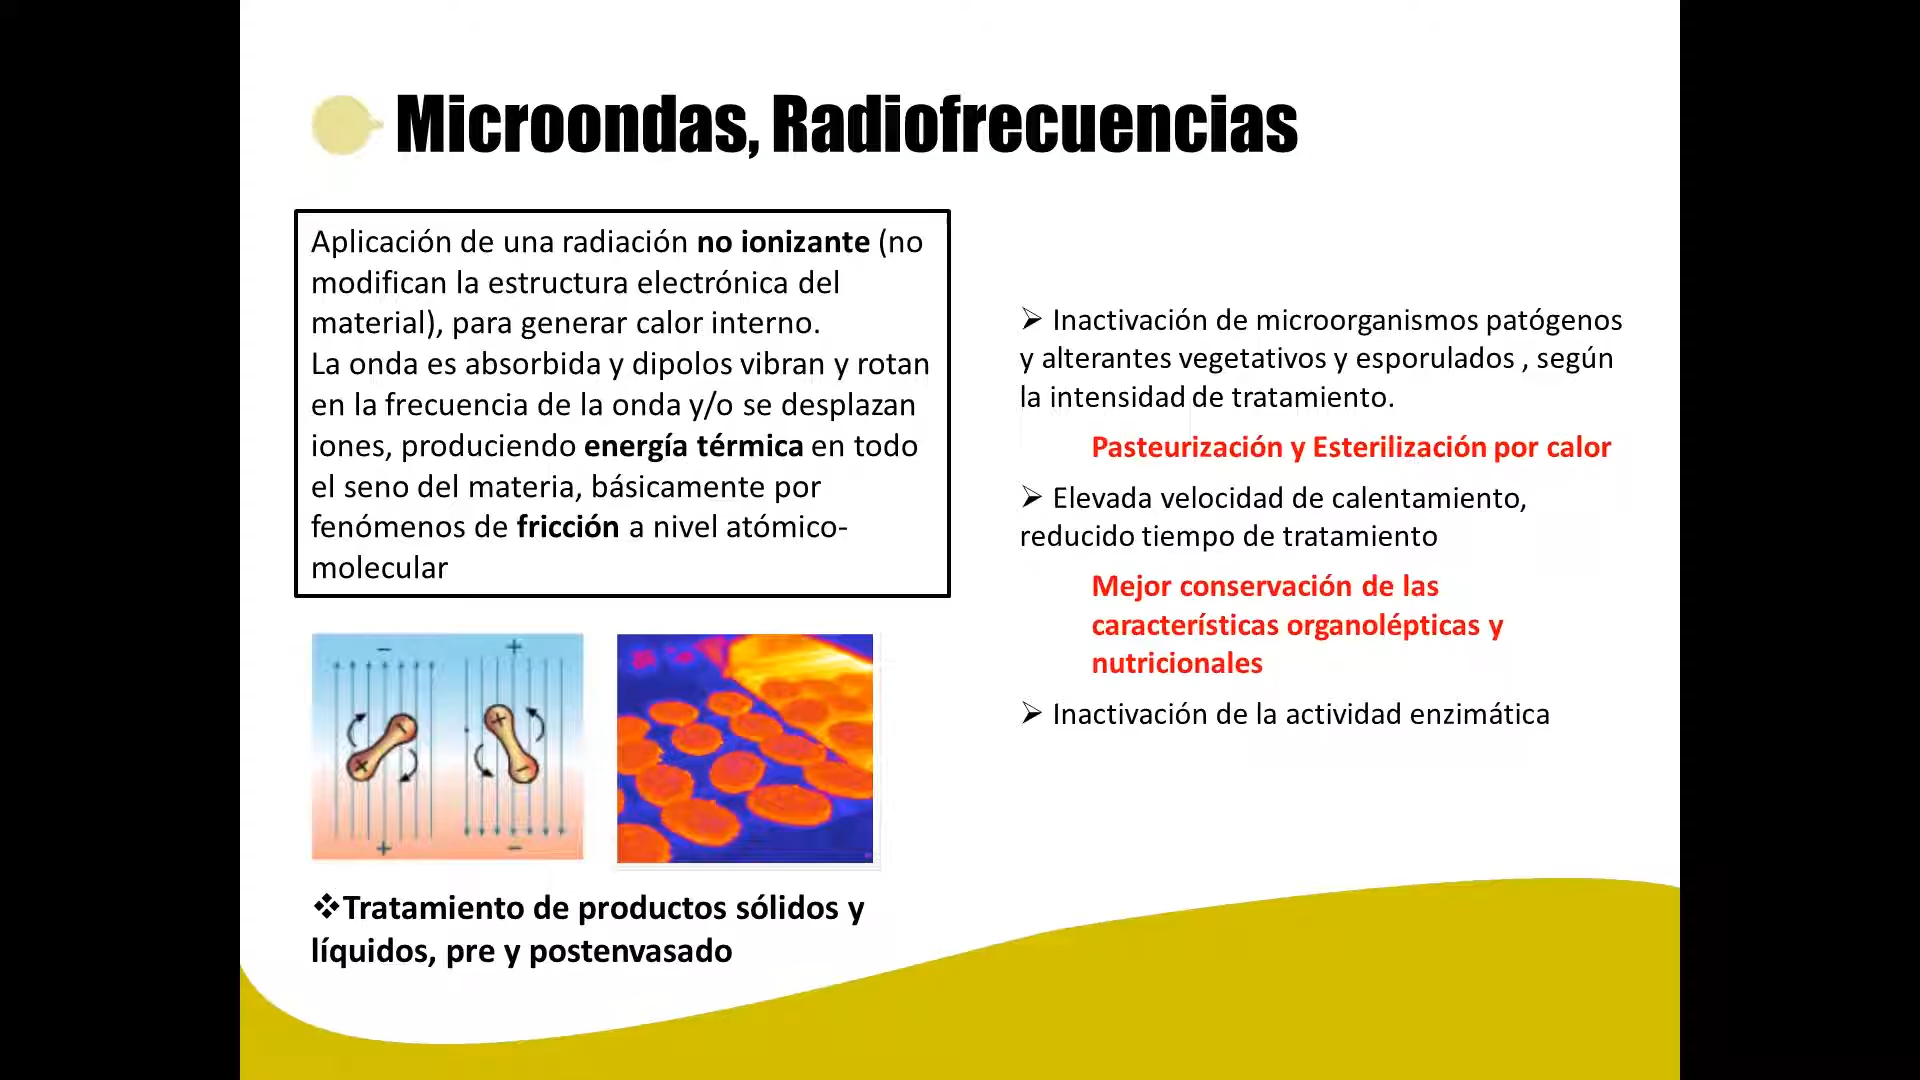 Microondas, Radiofrecuencias
Aplicación de una radiación no ionizante (no
modifican la estructura electrónica del
material), para generar calor interno.
La onda es absorbida y dipolos vibran y rotan
en la frecuencia de la onda y/o se desplazan
iones, produciendo energía térmica en todo
el seno del materia, básicamente por
fenómenos de fricción a nivel atómico-
molecular
➢ Inactivación de microorganismos patógenos
y alterantes vegetativos y esporulados , según
la intensidad de tratamiento.
Pasteurización y Esterilización por calor
➢ Elevada velocidad de calentamiento,
reducido tiempo de tratamiento
Mejor conservación de las
características organolépticas y
nutricionales
➢ Inactivación de la actividad enzimática
− +
− +
+ −
+ −
❖Tratamiento de productos sólidos y
líquidos, pre y postenvasado